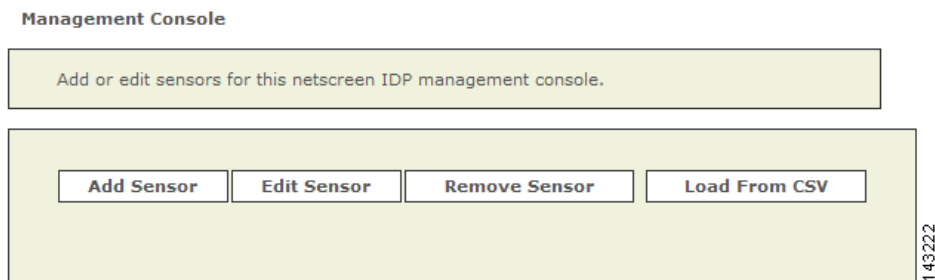 Management Console
Add or edit sensors for this netscreen IDP management console.
Add Sensor Edit Sensor Remove Sensor Load From CSV
143222